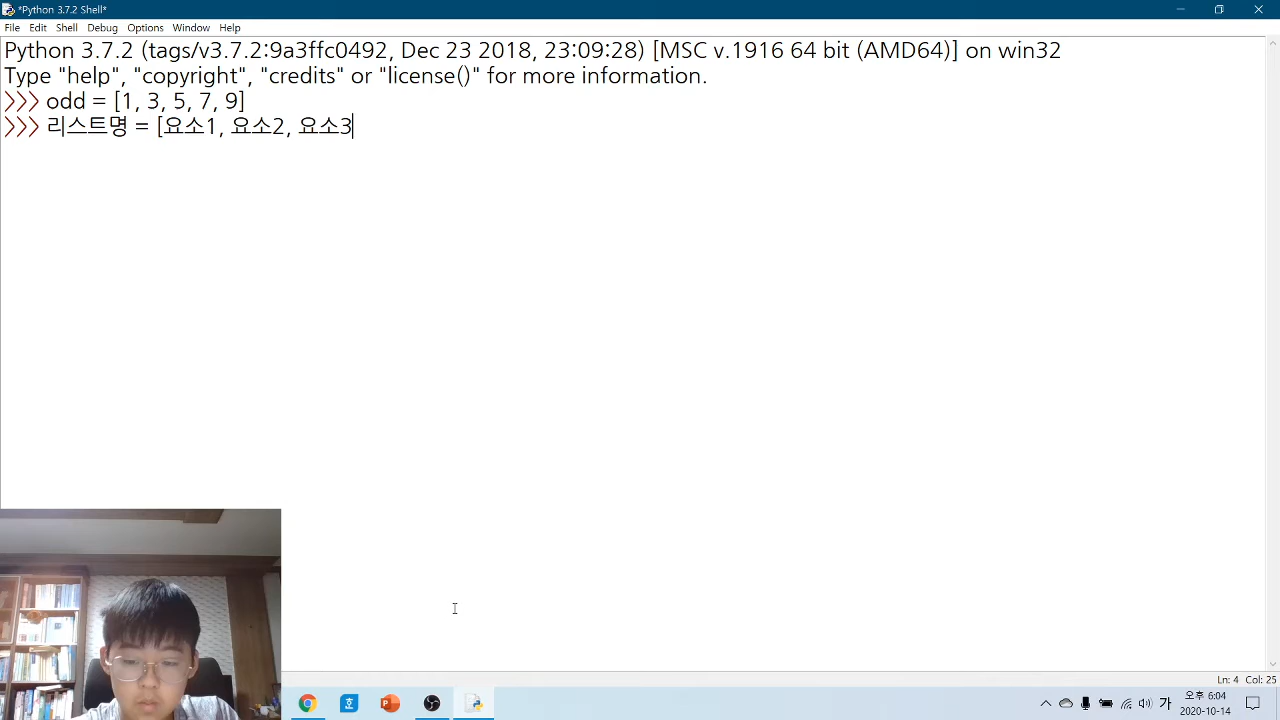 *Python 3.7.2 Shell*
File Edit Shell Debug Options Window Help
Python 3.7.2 (tags/v3.7.2:9a3ffc0492, Dec 23 2018, 23:09:28) [MSC v.1916 64 bit (AMD64)] on win32
Type "help", "copyright", "credits" or "license()" for more information.
>>> odd = [1, 3, 5, 7, 9]
>>> 리스트명 = [요소1, 요소2, 요소3
Ln: 4 Col: 25
가
오후 6:04
2020-10-14